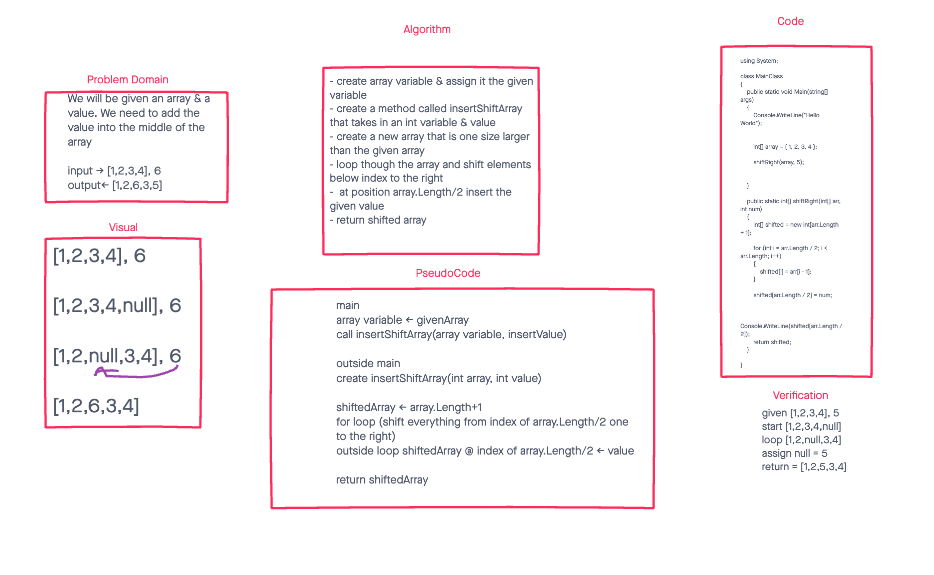 Problem Domain
We will be given an array & a
value. We need to add the
value into the middle of the
array
input → [1,2,3,4], 6
output← [1,2,6,3,5]
Visual
[1,2,3,4], 6
[1,2,3,4,null], 6
[1,2,null,3,4], 6
[1,2,6,3,4]
Algorithm
- create array variable & assign it the given
variable
- create a method called insertShiftArray
that takes in an int variable & value
- create a new array that is one size larger
than the given array
- loop though the array and shift elements
below index to the right
- at position array.Length/2 insert the
given value
- return shifted array
PseudoCode
main
array variable ← givenArray
call insertShiftArray(array variable, insertValue)
outside main
create insertShiftArray(int array, int value)
shiftedArray ← array.Length+1
for loop (shift everything from index of array.Length/2 one
to the right)
outside loop shiftedArray @ index of array.Length/2 ← value
return shiftedArray
Code
using System;
class MainClass
{
public static void Main(string[]
args)
{
Console.WriteLine("Hello
World");
int[] array = { 1, 2, 3, 4 };
shiftRight(array, 5);
}
public static int[] shiftRight(int[] arr,
int num)
{
int[] shifted = new int[arr.Length
+ 1];
for (int i = arr.Length / 2; i <
arr.Length; i++)
{
shifted[i] = arr[i - 1];
}
shifted[arr.Length / 2] = num;
Console.WriteLine(shifted[arr.Length /
2]);
return shifted;
}
}
Verification
given [1,2,3,4], 5
start [1,2,3,4,null]
loop [1,2,null,3,4]
assign null = 5
return = [1,2,5,3,4]